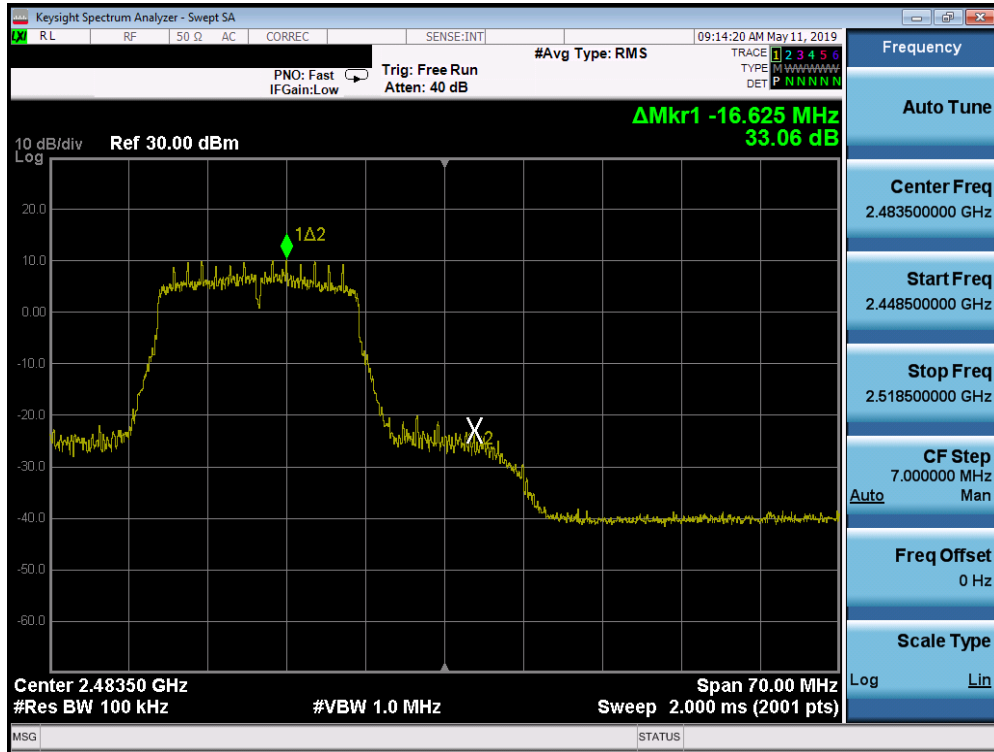 Keysight Spectrum Analyzer - Swept SA
LXI RL RF 50 Ω AC CORREC SENSE:INT 09:14:20 AM May 11, 2019
Frequency
#Avg Type: RMS
TRACE 1 2 3 4 5 6
PNO: Fast Trig: Free Run
TYPE M WWWWW
IFGain:Low Atten: 40 dB
DET P N N N N N
Auto Tune
ΔMkr1 -16.625 MHz
33.06 dB
10 dB/div Ref 30.00 dBm
Log
20.0
10.0
0.00
-10.0
-20.0
-30.0
-40.0
-50.0
-60.0
1Δ2
X2
Center Freq
2.483500000 GHz
Start Freq
2.448500000 GHz
Stop Freq
2.518500000 GHz
CF Step
7.000000 MHz
Auto Man
Freq Offset
0 Hz
Scale Type
Log Lin
Center 2.48350 GHz Span 70.00 MHz
#Res BW 100 kHz #VBW 1.0 MHz Sweep 2.000 ms (2001 pts)
MSG STATUS